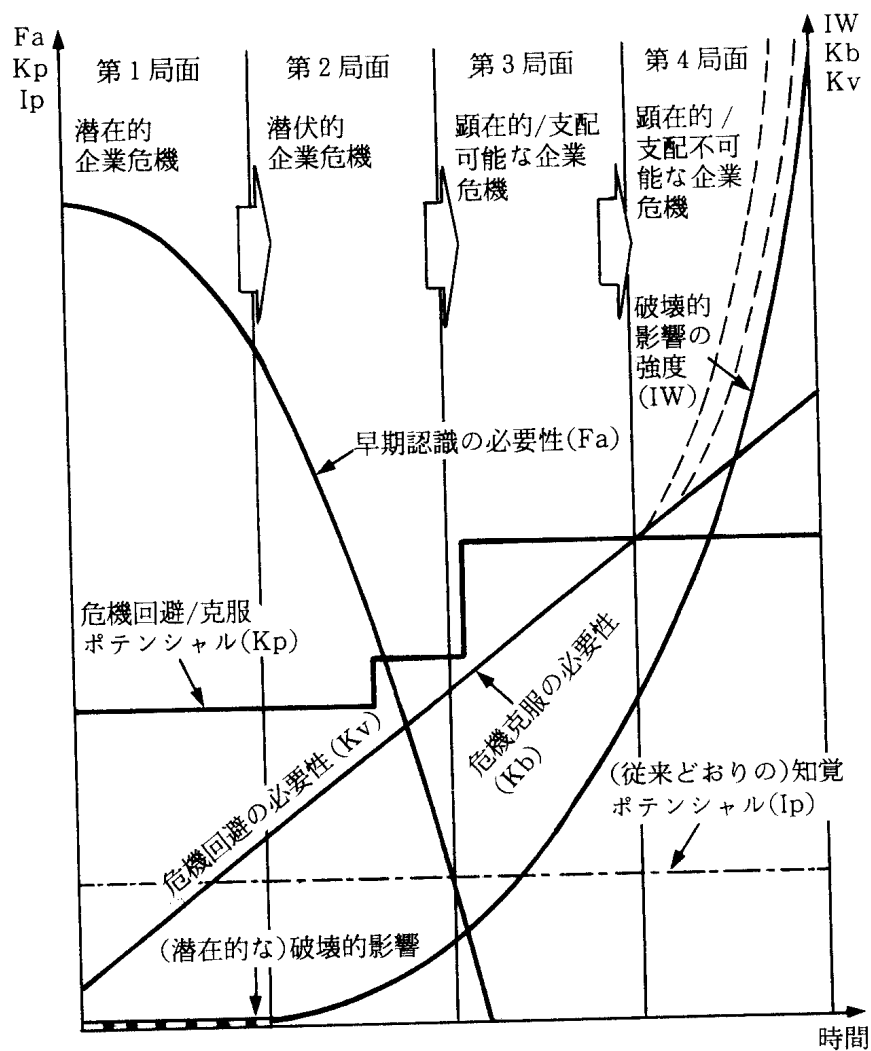 Fa
Kp
Ip
IW
Kb
Kv
第1局面
第2局面
第3局面
第4局面
潜在的
企業危機
潜伏的
企業危機
顕在的/支配
可能な企業
危機
顕在的/
支配不可
能な企業
危機
破壊的
影響の
強度
(IW)
早期認識の必要性(Fa)
危機回避/克服
ポテンシャル(Kp)
危機回避の必要性(Kv)
危機克服の必要性
(Kb)
(従来どおりの)知覚
ポテンシャル(Ip)
(潜在的な)破壊的影響
時間